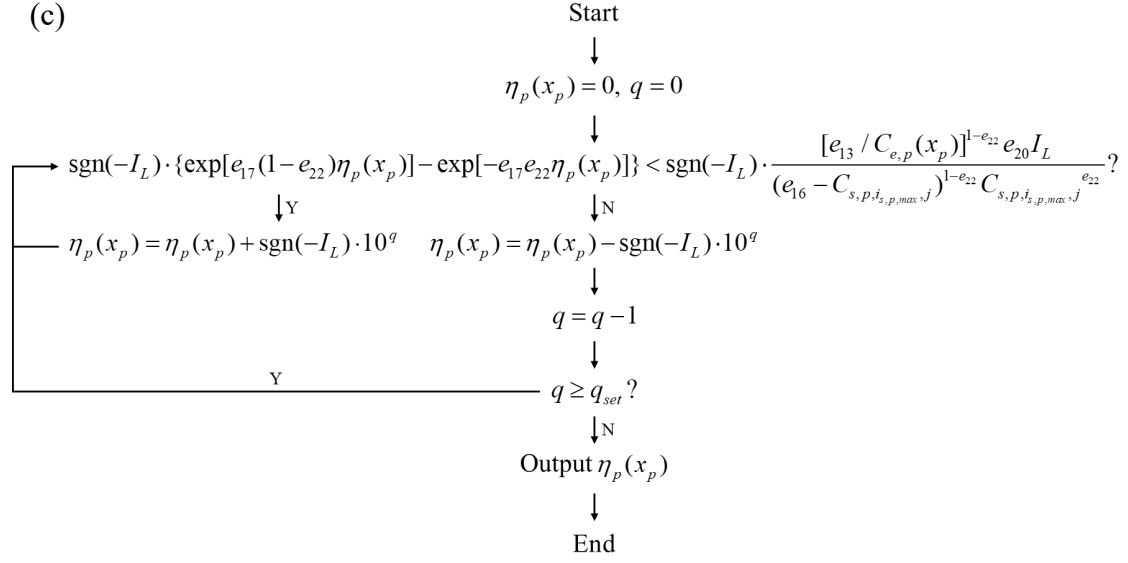 (c)
Start
η_p(x_p) = 0, q = 0
sgn(−I_L)·{exp[e_17(1−e_22)η_p(x_p)]−exp[−e_17e_22η_p(x_p)]} < sgn(−I_L)·\frac{[e_13 / C_{e,p}(x_p)]^{1−e_22} e_20 I_L}{(e_16 − C_{s,p,i_{s,p,max},j})^{1−e_22} C_{s,p,i_{s,p,max},j}^{e_22}}?
Y N
η_p(x_p) = η_p(x_p) + sgn(−I_L)·10^q η_p(x_p) = η_p(x_p) − sgn(−I_L)·10^q
q = q −1
Y
q ≥ q_set ?
N
Output η_p(x_p)
End